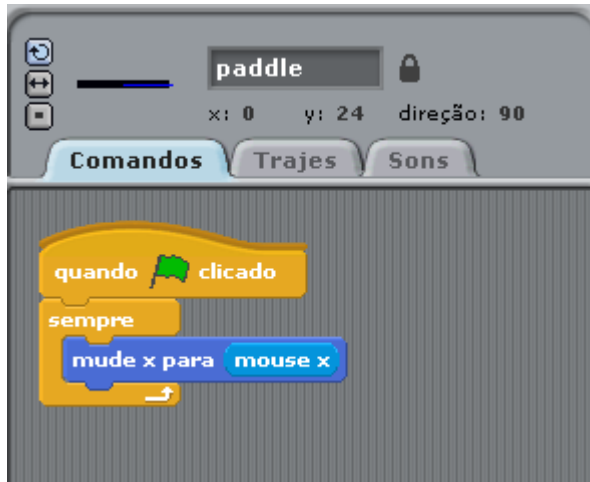 paddle
x: 0 y: 24 direção: 90
Comandos Trajes Sons
quando clicado
sempre
mude x para mouse x